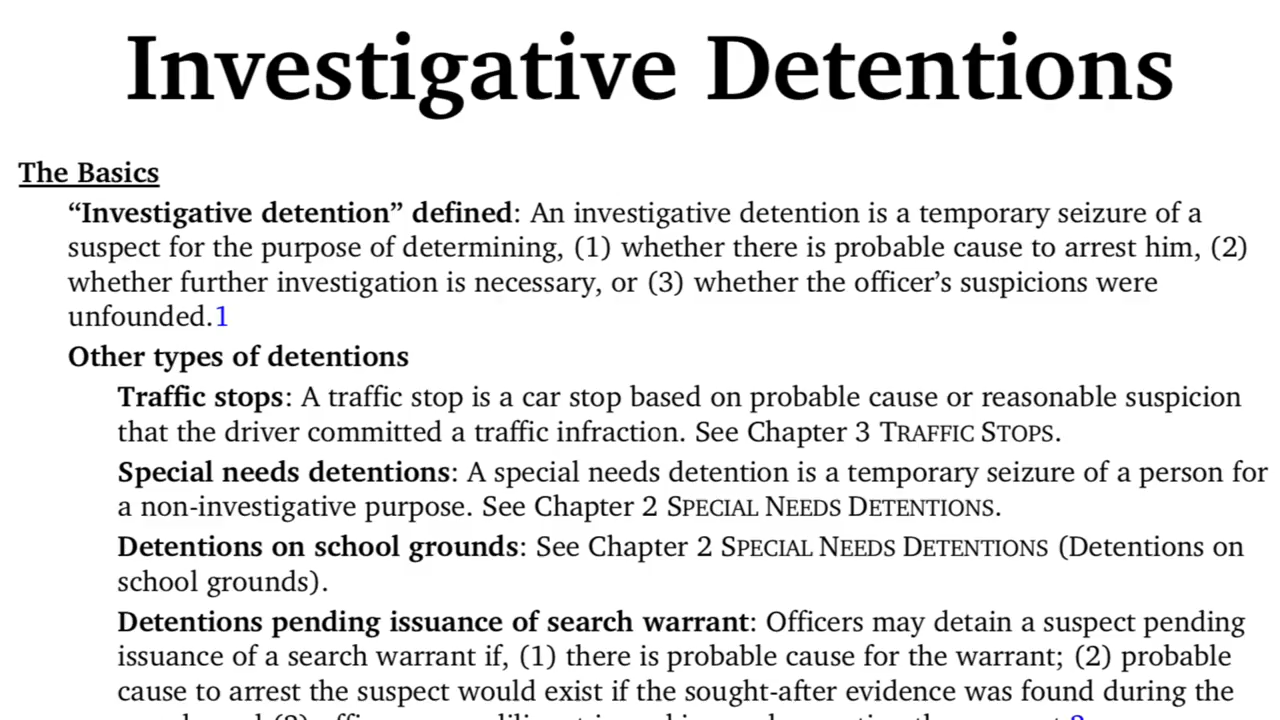 Investigative Detentions
The Basics
“Investigative detention” defined: An investigative detention is a temporary seizure of a
suspect for the purpose of determining, (1) whether there is probable cause to arrest him, (2)
whether further investigation is necessary, or (3) whether the officer’s suspicions were
unfounded.1
Other types of detentions
Traffic stops: A traffic stop is a car stop based on probable cause or reasonable suspicion
that the driver committed a traffic infraction. See Chapter 3 TRAFFIC STOPS.
Special needs detentions: A special needs detention is a temporary seizure of a person for
a non-investigative purpose. See Chapter 2 SPECIAL NEEDS DETENTIONS.
Detentions on school grounds: See Chapter 2 SPECIAL NEEDS DETENTIONS (Detentions on
school grounds).
Detentions pending issuance of search warrant: Officers may detain a suspect pending
issuance of a search warrant if, (1) there is probable cause for the warrant; (2) probable
cause to arrest the suspect would exist if the sought-after evidence was found during the